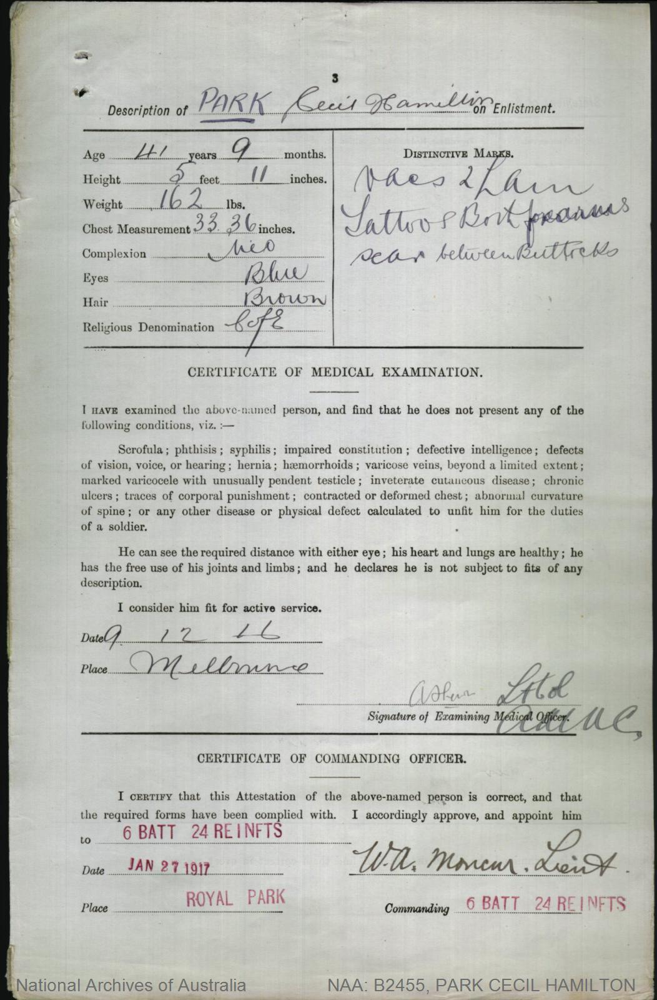 3
Description of PARK Cecil Hamilton on Enlistment.
Age 41 years 9 months.
Height 5 feet 11 inches.
Weight 162 lbs.
Chest Measurement 33.36 inches.
Complexion Med
Eyes Blue
Hair Brown
Religious Denomination C of E
DISTINCTIVE MARKS.
Vacs 2 L arm
Tattoos Both forearms
scar between Buttocks
CERTIFICATE OF MEDICAL EXAMINATION.
I HAVE examined the above-named person, and find that he does not present any of the
following conditions, viz. :—
Scrofula ; phthisis ; syphilis ; impaired constitution ; defective intelligence ; defects
of vision, voice, or hearing ; hernia ; hæmorrhoids ; varicose veins, beyond a limited extent ;
marked varicocele with unusually pendent testicle ; inveterate cutaneous disease ; chronic
ulcers ; traces of corporal punishment ; contracted or deformed chest ; abnormal curvature
of spine ; or any other disease or physical defect calculated to unfit him for the duties
of a soldier.
He can see the required distance with either eye ; his heart and lungs are healthy ; he
has the free use of his joints and limbs ; and he declares he is not subject to fits of any
description.
I consider him fit for active service.
Date 9. 12 16
Place Melbourne
Signature of Examining Medical Officer.
CERTIFICATE OF COMMANDING OFFICER.
I CERTIFY that this Attestation of the above-named person is correct, and that
the required forms have been complied with. I accordingly approve, and appoint him
to 6 BATT 24 REINFTS
Date JAN 27 1917
W.A. Moncur. Lieut.
Place ROYAL PARK
Commanding 6 BATT 24 REINFTS
National Archives of Australia
NAA: B2455, PARK CECIL HAMILTON